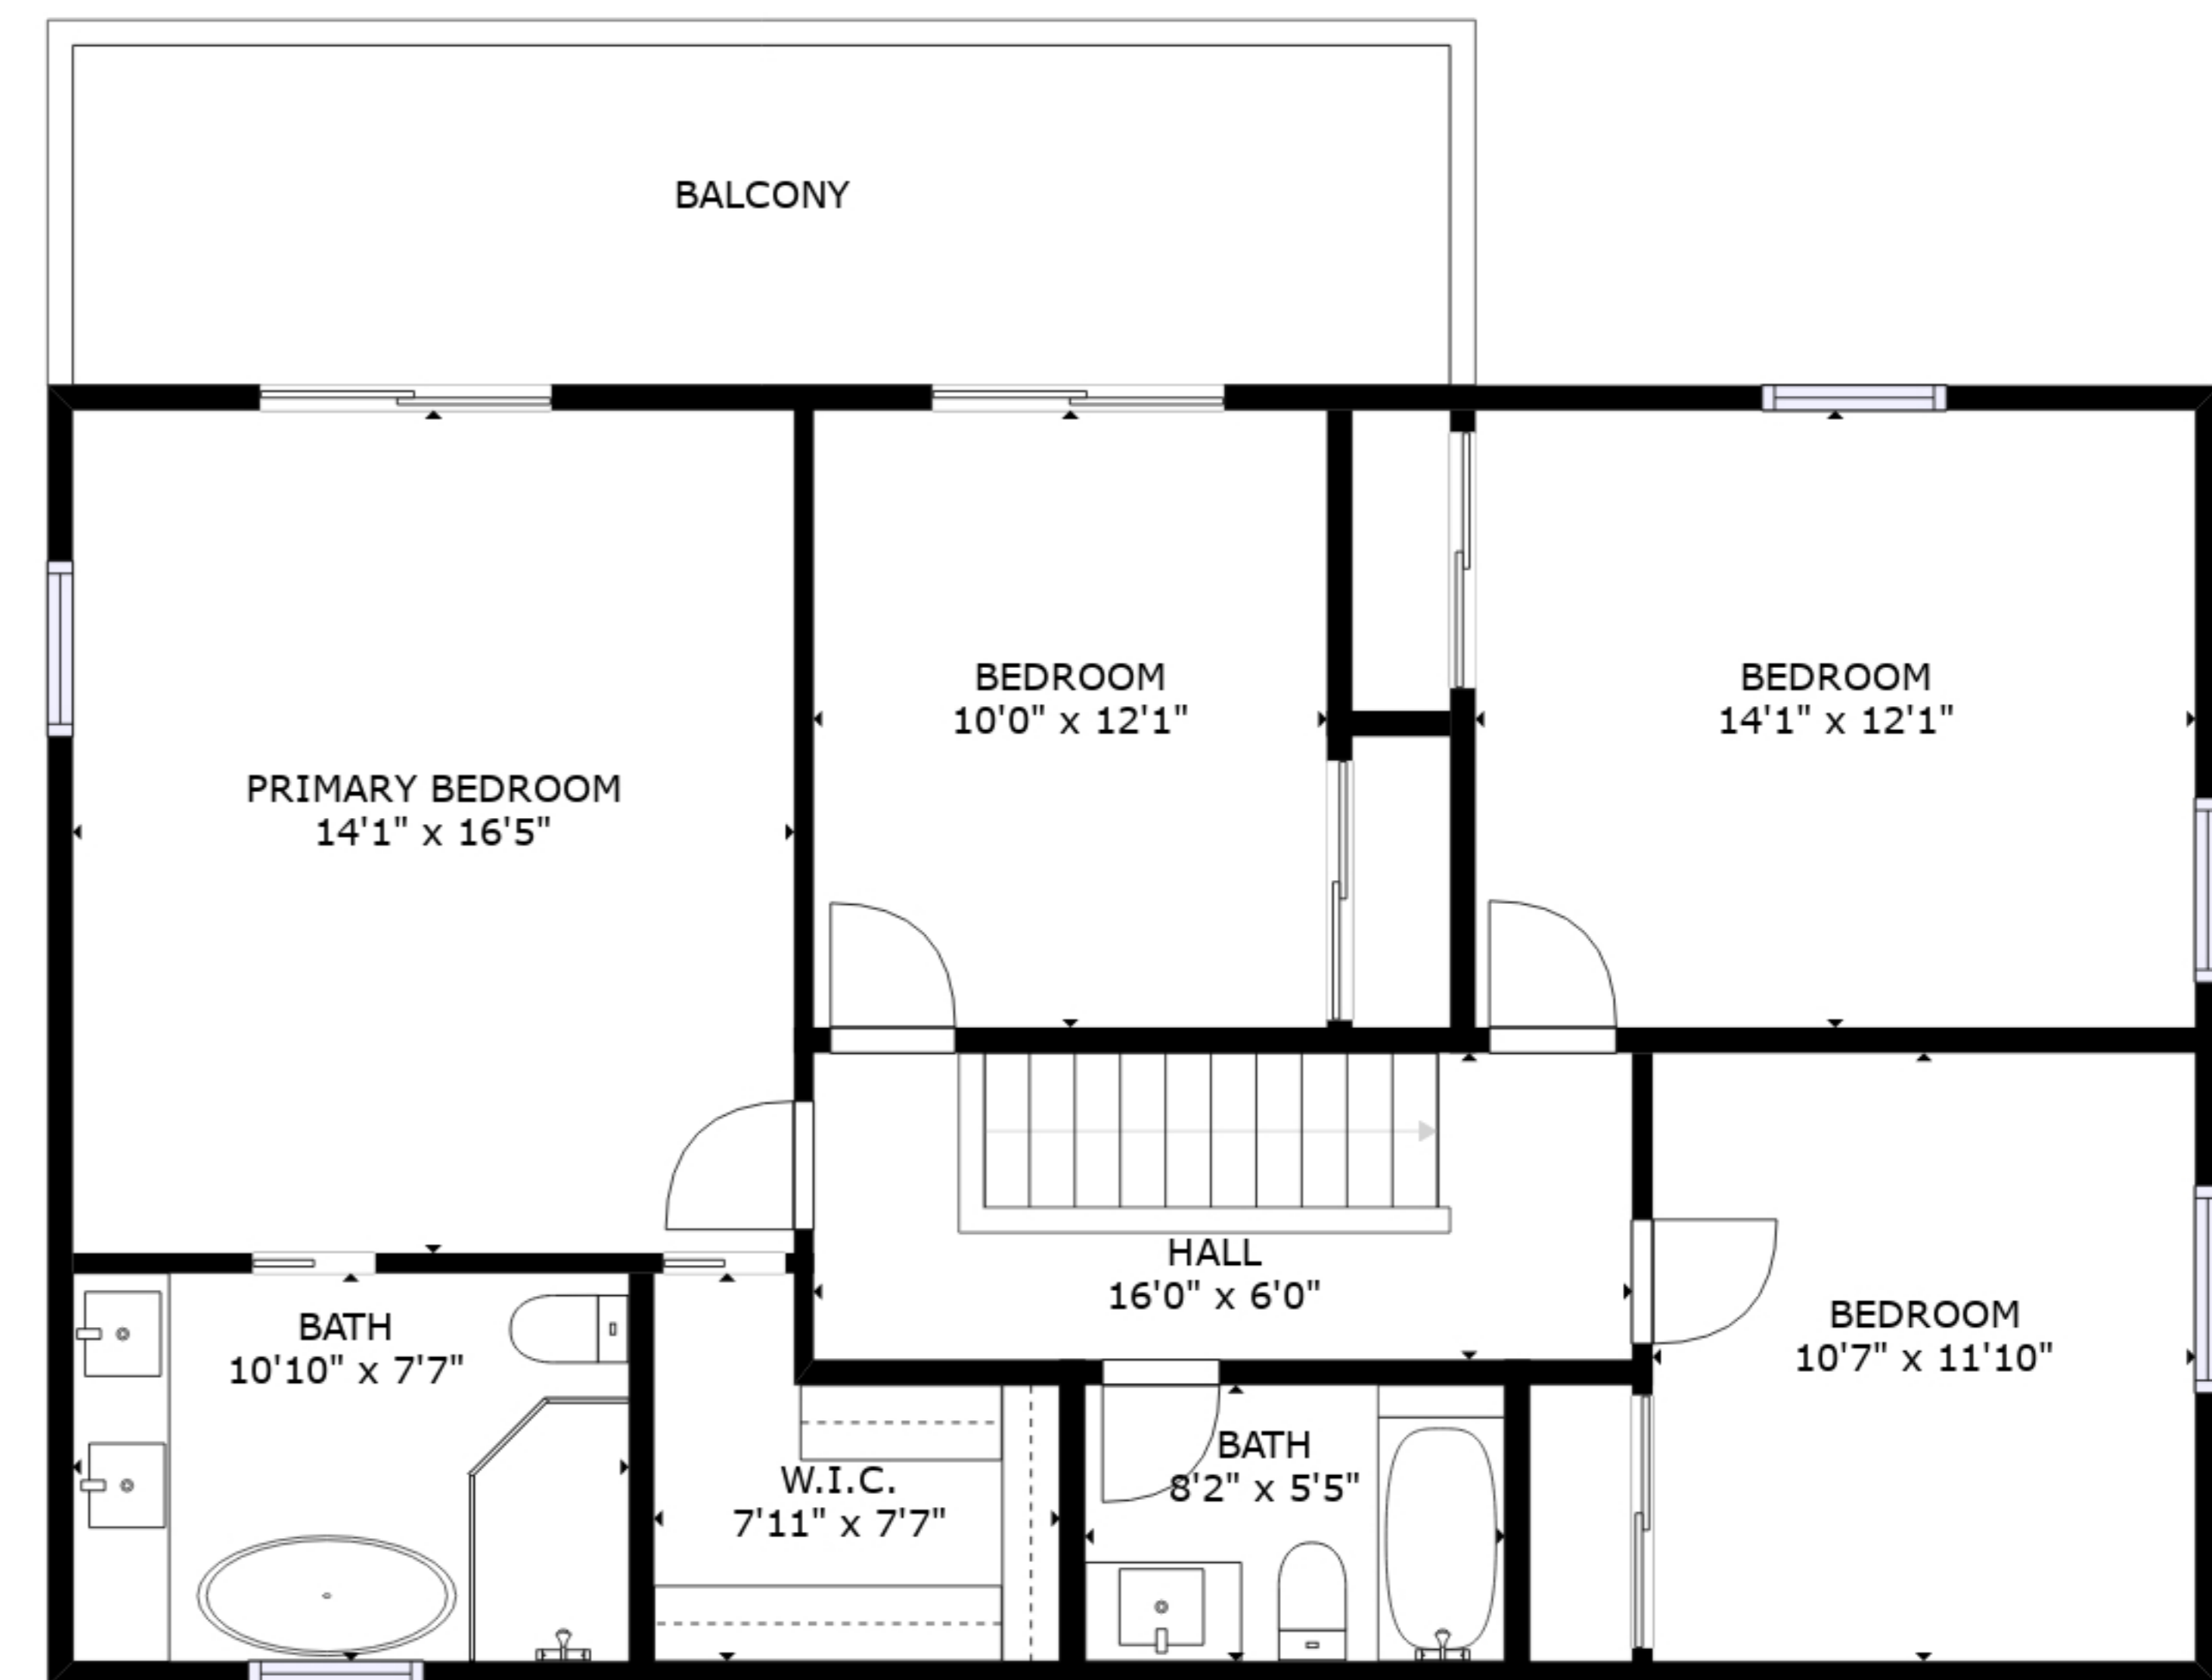 BALCONY
BEDROOM
10'0" x 12'1"
BEDROOM
14'1" x 12'1"
PRIMARY BEDROOM
14'1" x 16'5"
HALL
16'0" x 6'0"
BATH
10'10" x 7'7"
BEDROOM
10'7" x 11'10"
W.I.C.
7'11" x 7'7"
BATH
8'2" x 5'5"